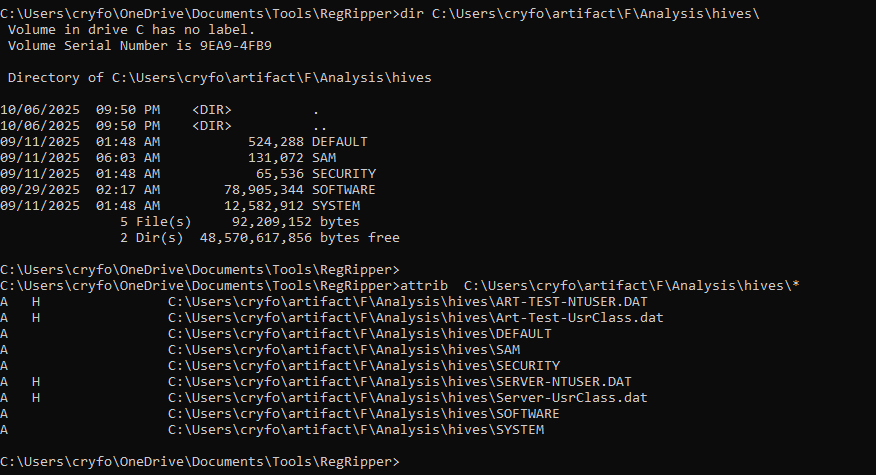 C:\Users\cryfo\OneDrive\Documents\Tools\RegRipper>dir C:\Users\cryfo\artifact\F\Analysis\hives\
 Volume in drive C has no label.
 Volume Serial Number is 9EA9-4FB9

 Directory of C:\Users\cryfo\artifact\F\Analysis\hives

10/06/2025  09:50 PM    <DIR>          .
10/06/2025  09:50 PM    <DIR>          ..
09/11/2025  01:48 AM           524,288 DEFAULT
09/11/2025  06:03 AM           131,072 SAM
09/11/2025  01:48 AM            65,536 SECURITY
09/29/2025  02:17 AM        78,905,344 SOFTWARE
09/11/2025  01:48 AM        12,582,912 SYSTEM
               5 File(s)     92,209,152 bytes
               2 Dir(s)  48,570,617,856 bytes free

C:\Users\cryfo\OneDrive\Documents\Tools\RegRipper>
C:\Users\cryfo\OneDrive\Documents\Tools\RegRipper>attrib  C:\Users\cryfo\artifact\F\Analysis\hives\*
A   H                C:\Users\cryfo\artifact\F\Analysis\hives\ART-TEST-NTUSER.DAT
A   H                C:\Users\cryfo\artifact\F\Analysis\hives\Art-Test-UsrClass.dat
A                    C:\Users\cryfo\artifact\F\Analysis\hives\DEFAULT
A                    C:\Users\cryfo\artifact\F\Analysis\hives\SAM
A                    C:\Users\cryfo\artifact\F\Analysis\hives\SECURITY
A   H                C:\Users\cryfo\artifact\F\Analysis\hives\SERVER-NTUSER.DAT
A   H                C:\Users\cryfo\artifact\F\Analysis\hives\Server-UsrClass.dat
A                    C:\Users\cryfo\artifact\F\Analysis\hives\SOFTWARE
A                    C:\Users\cryfo\artifact\F\Analysis\hives\SYSTEM

C:\Users\cryfo\OneDrive\Documents\Tools\RegRipper>